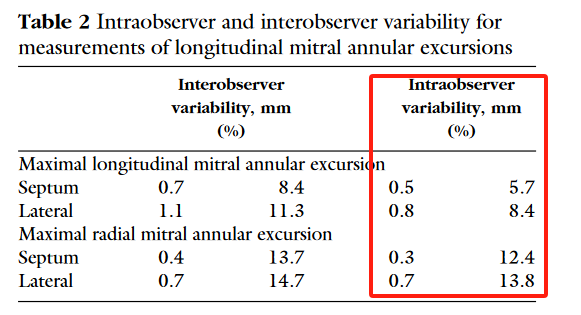 Table 2 Intraobserver and interobserver variability for
measurements of longitudinal mitral annular excursions
Interobserver variability, mm (%) Intraobserver variability, mm (%)
Maximal longitudinal mitral annular excursion
Septum 0.7 8.4 0.5 5.7
Lateral 1.1 11.3 0.8 8.4
Maximal radial mitral annular excursion
Septum 0.4 13.7 0.3 12.4
Lateral 0.7 14.7 0.7 13.8